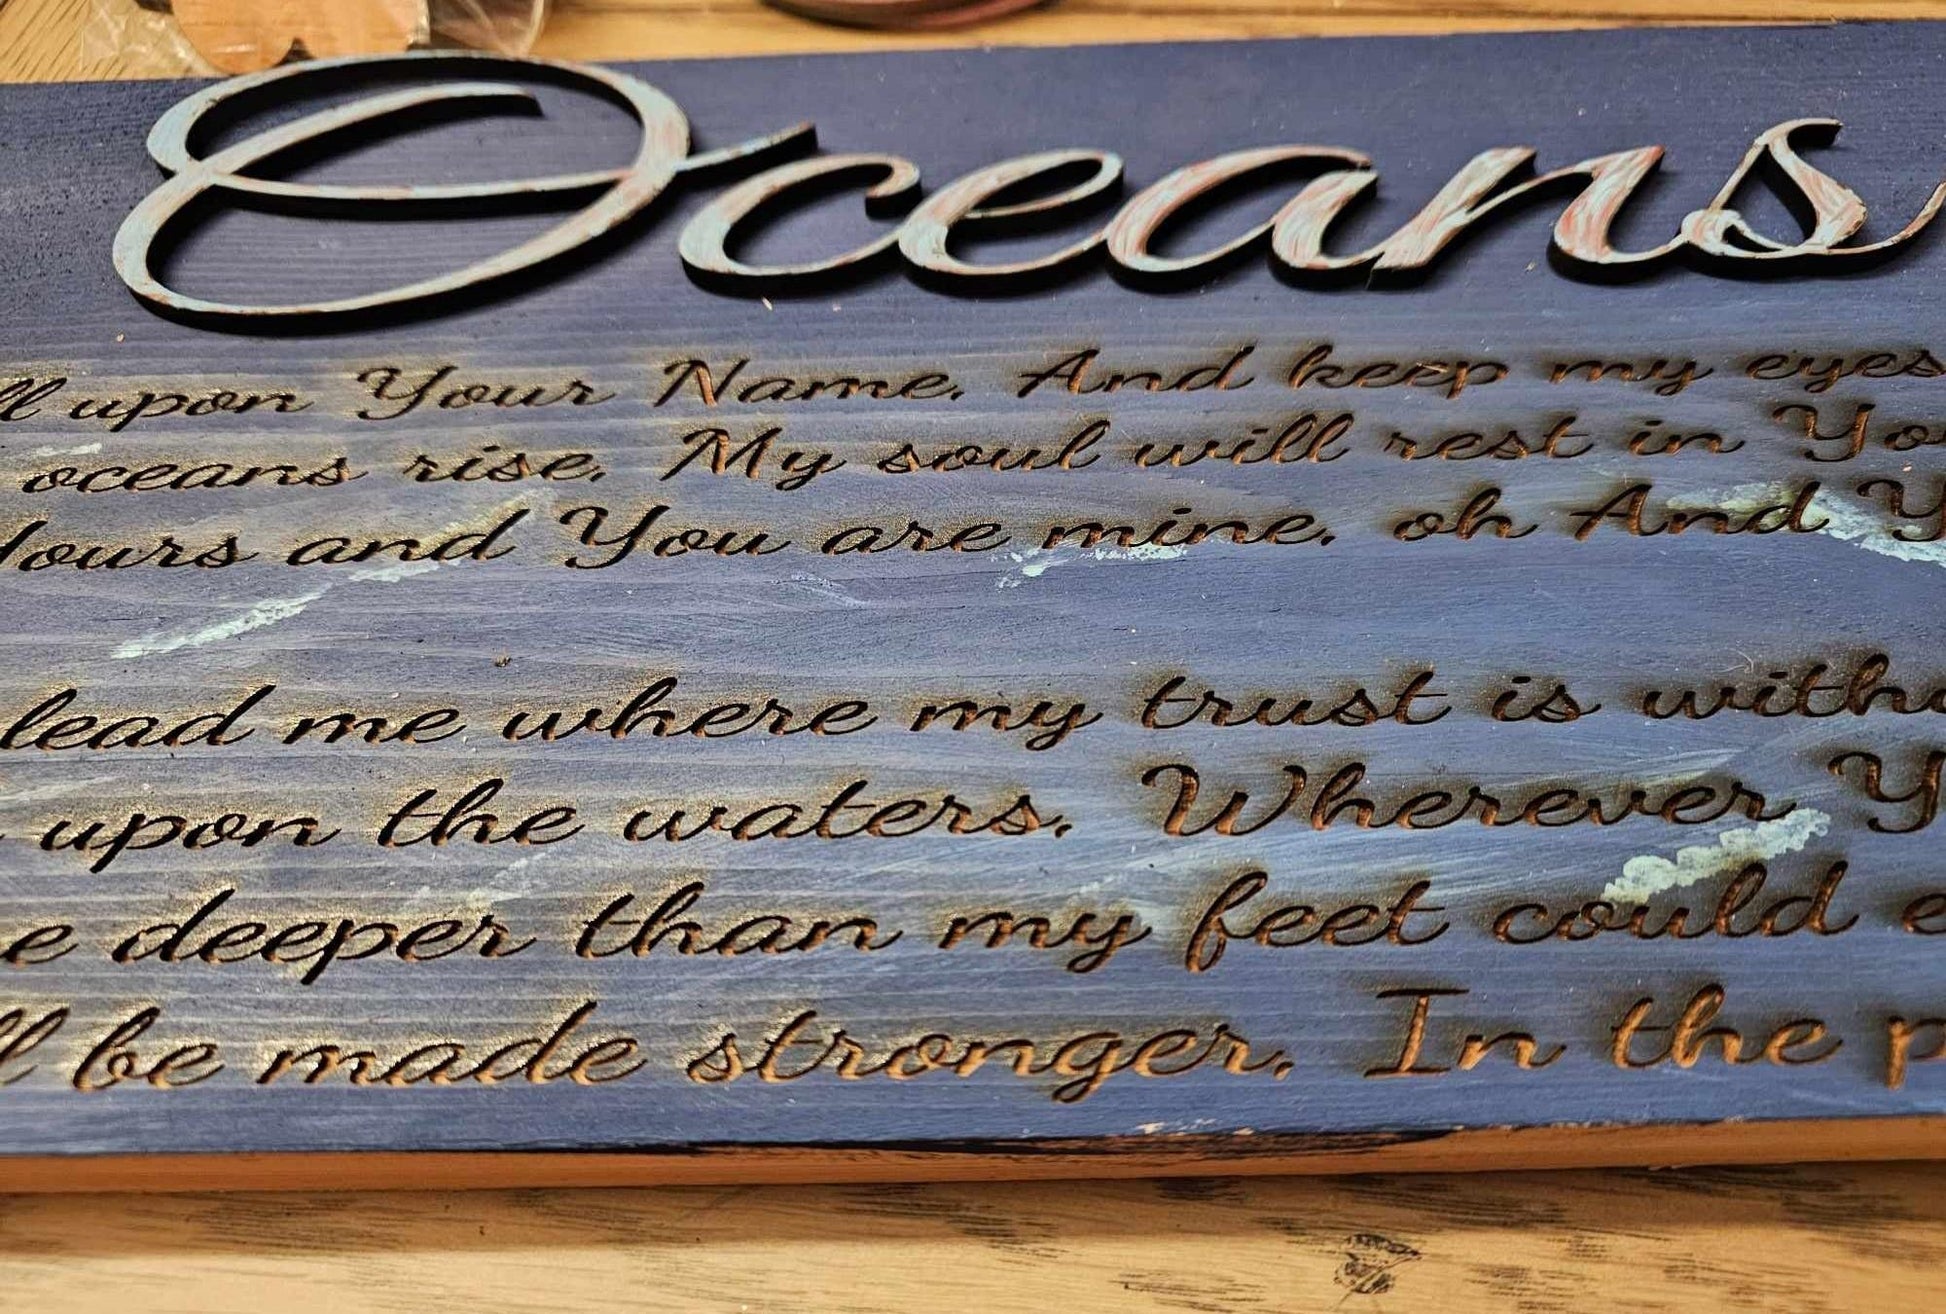 Oceans
upon Your Name. And keep my eyes
oceans rise. My soul will rest in
Yours and You are mine. oh And
lead me where my trust is
upon the waters. Wherever
deeper than my feet could
be made stronger. In the